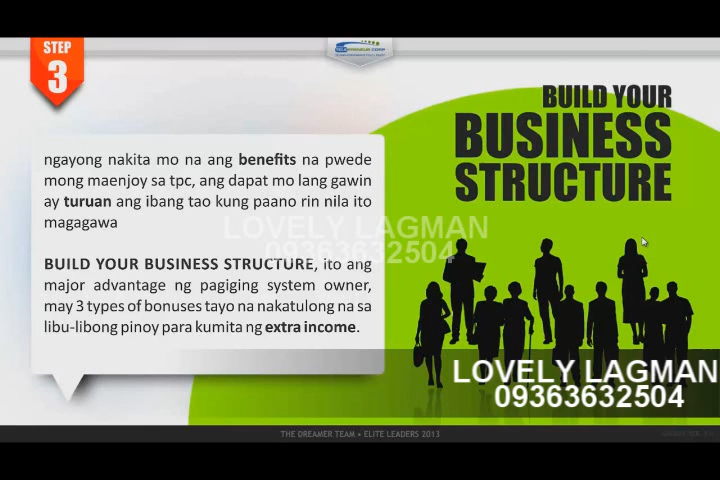 STEP
3
BUILD YOUR
BUSINESS
STRUCTURE
ngayong nakita mo na ang benefits na pwede
mong maenjoy sa tpc, ang dapat mo lang gawin
ay turuan ang ibang tao kung paano rin nila ito
magagawa
BUILD YOUR BUSINESS STRUCTURE, ito ang
major advantage ng pagiging system owner,
may 3 types of bonuses tayo na nakatulong na sa
libu-libong pinoy para kumita ng extra income.
LOVELY LAGMAN
09363632504
LOVELY LAGMAN
09363632504
THE DREAMER TEAM • ELITE LEADERS 2013